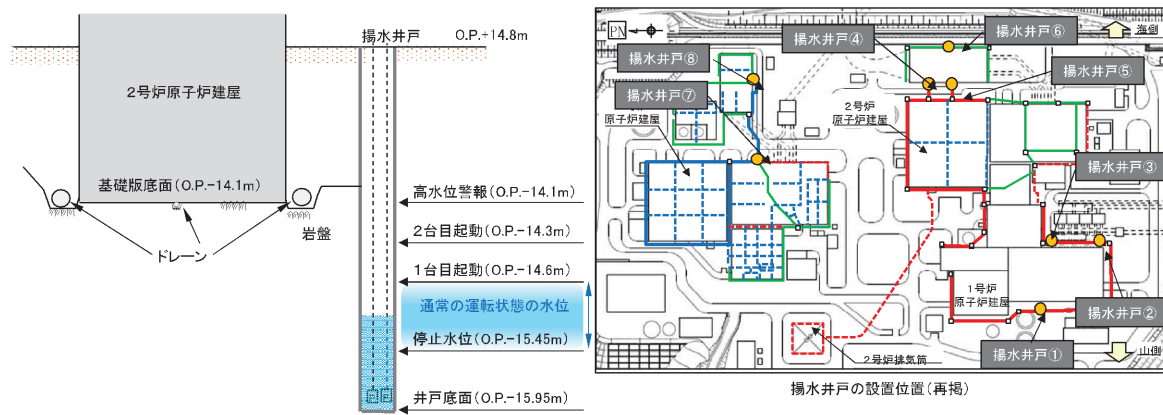 揚水井戸
O.P.+14.8m
2号炉原子炉建屋
基礎版底面(O.P.-14.1m)
ドレーン
岩盤
高水位警報(O.P.-14.1m)
2台目起動(O.P.-14.3m)
1台目起動(O.P.-14.6m)
通常の運転状態の水位
停止水位(O.P.-15.45m)
井戸底面(O.P.-15.95m)
PN
揚水井戸④
揚水井戸⑥
海側
揚水井戸⑧
揚水井戸⑤
揚水井戸⑦
2号炉
原子炉建屋
原子炉建屋
揚水井戸③
1号炉
原子炉建屋
揚水井戸②
2号炉排気筒
揚水井戸①
山側
揚水井戸の設置位置(再掲)